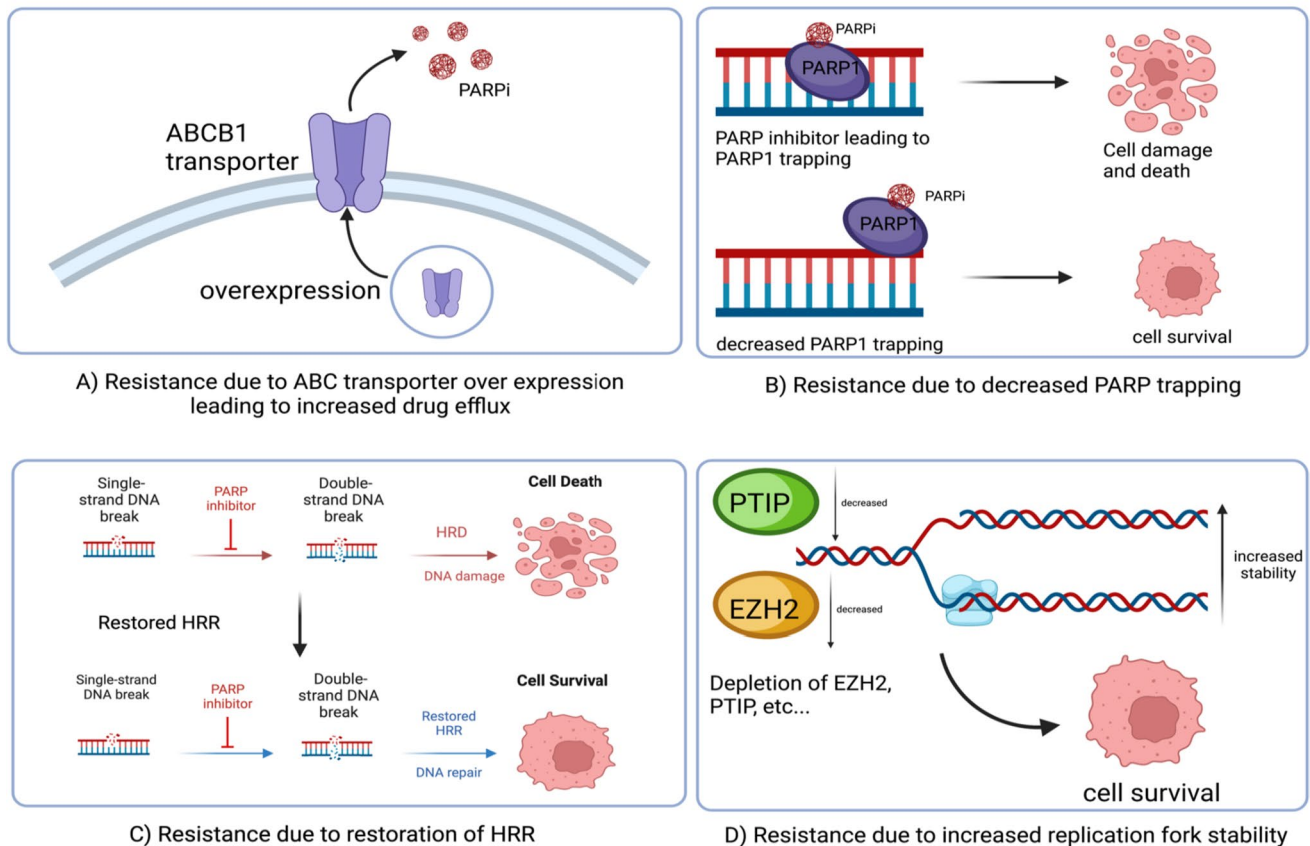 PARPi
ABCB1
transporter
overexpression
A) Resistance due to ABC transporter over expression
leading to increased drug efflux
PARPi
PARP1
PARP inhibitor leading to
PARP1 trapping
Cell damage
and death
PARPi
PARP1
decreased PARP1 trapping
cell survival
B) Resistance due to decreased PARP trapping
Single-
strand DNA
break
PARP
inhibitor
Double-
strand DNA
break
HRD
DNA damage
Cell Death
Restored HRR
Single-strand
DNA break
PARP
inhibitor
Double-
strand DNA
break
Restored
HRR
DNA repair
Cell Survival
C) Resistance due to restoration of HRR
PTIP
decreased
EZH2
decreased
increased
stability
Depletion of EZH2,
PTIP, etc...
cell survival
D) Resistance due to increased replication fork stability